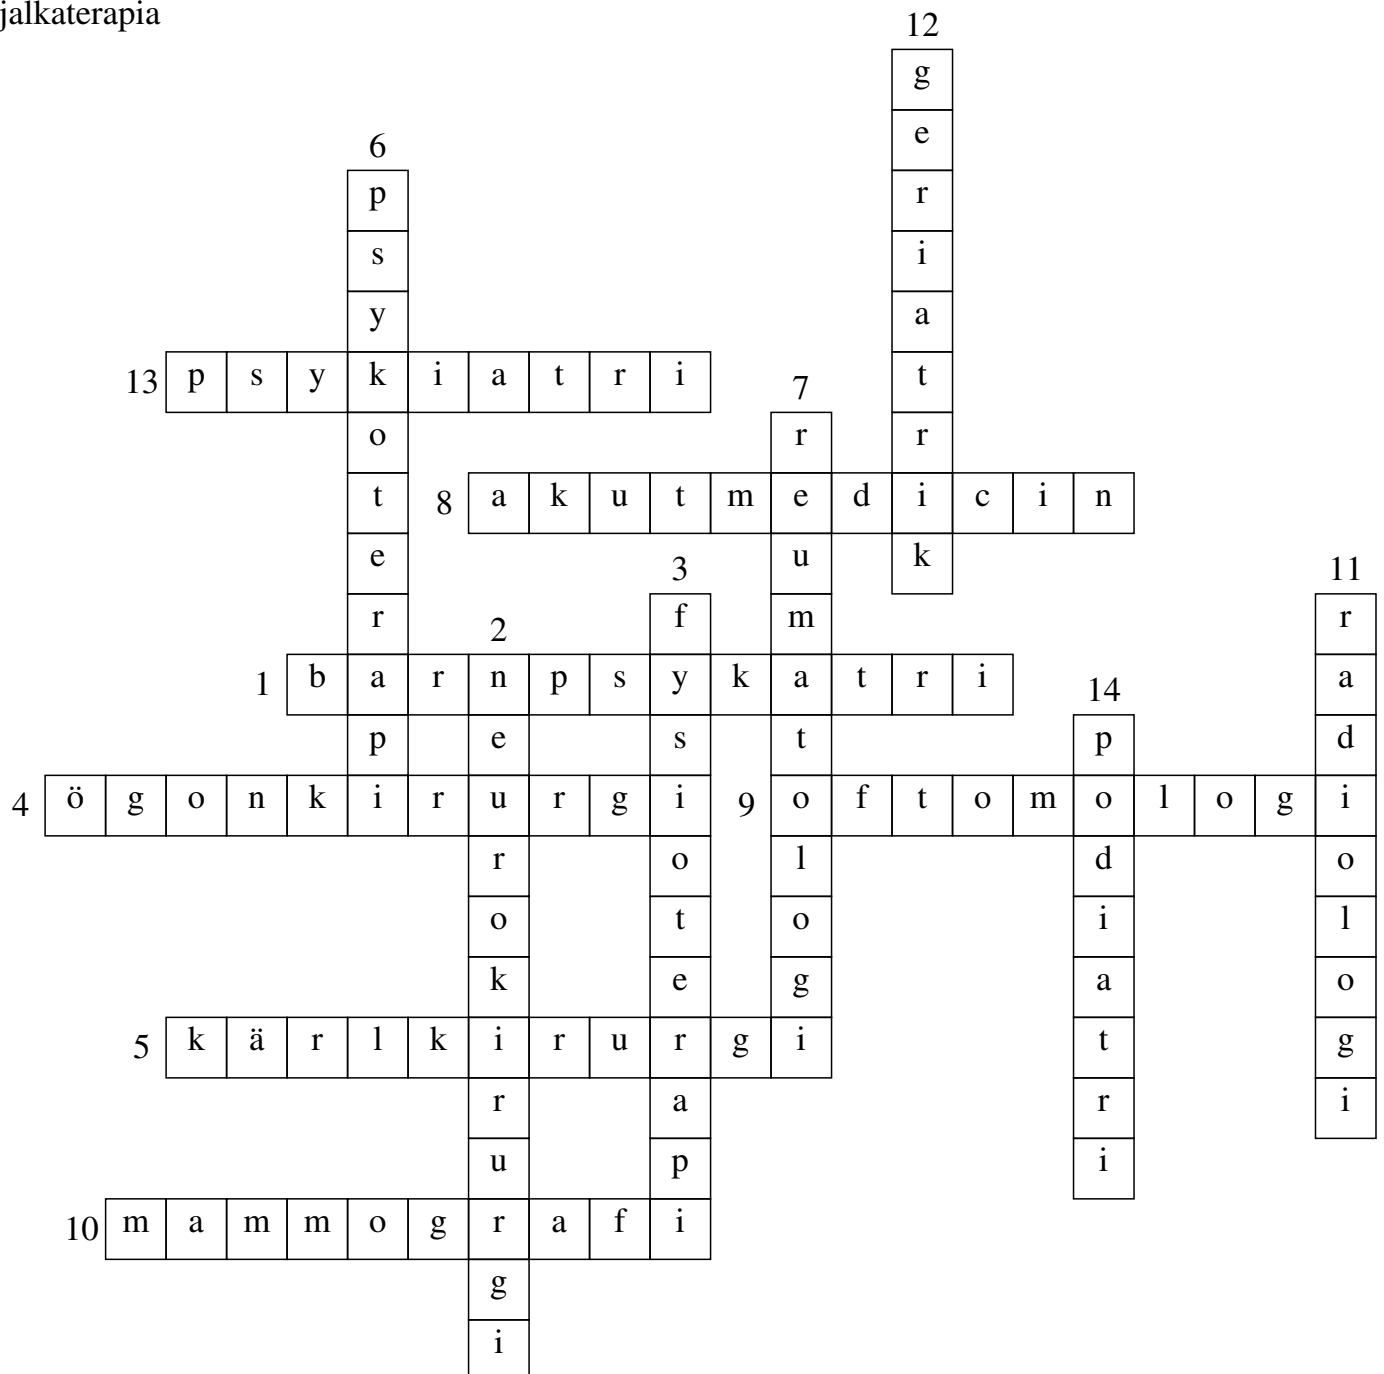 jalkaterapia
12
g
e
6
p
r
s
i
y
a
13 p s y k i a t r i
t
7
o
r
r
t
8 a k u t m e d i c i n
e
u
k
3
11
r
f
m
r
2
1 b a r n p s y k a t r i
a
14
p
e
s
t
p
d
4 ö g o n k i r u r g i
9 o f t o m o l o g i
r
o
l
d
o
o
t
o
i
l
k
e
g
a
o
5 k ä r l k i r u r g i
t
g
r
a
r
i
u
p
i
10 m a m m o g r a f i
g
i